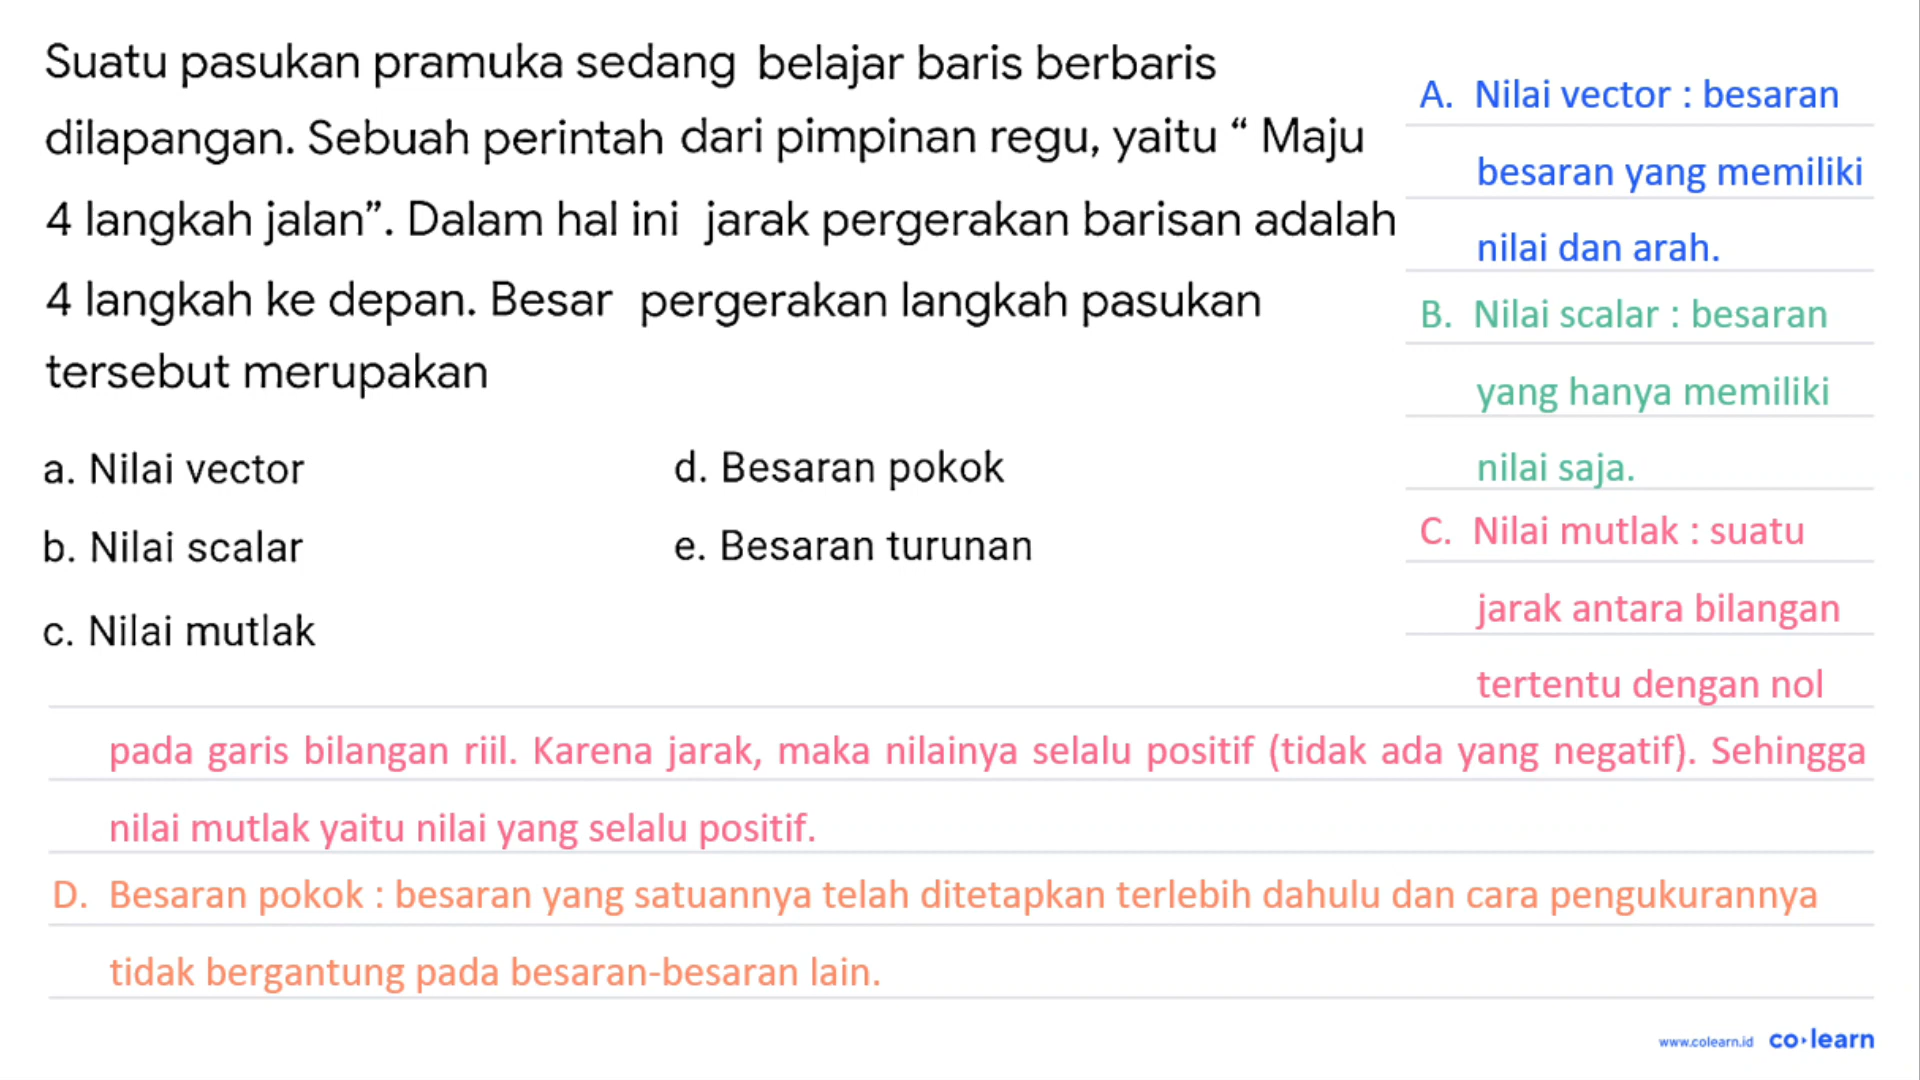 Suatu pasukan pramuka sedang belajar baris berbaris
dilapangan. Sebuah perintah dari pimpinan regu, yaitu “ Maju
4 langkah jalan”. Dalam hal ini jarak pergerakan barisan adalah
4 langkah ke depan. Besar pergerakan langkah pasukan
tersebut merupakan
a. Nilai vector
b. Nilai scalar
c. Nilai mutlak
d. Besaran pokok
e. Besaran turunan
A. Nilai vector : besaran
besaran yang memiliki
nilai dan arah.
B. Nilai scalar : besaran
yang hanya memiliki
nilai saja.
C. Nilai mutlak : suatu
jarak antara bilangan
tertentu dengan nol
pada garis bilangan riil. Karena jarak, maka nilainya selalu positif (tidak ada yang negatif). Sehingga
nilai mutlak yaitu nilai yang selalu positif.
D. Besaran pokok : besaran yang satuannya telah ditetapkan terlebih dahulu dan cara pengukurannya
tidak bergantung pada besaran-besaran lain.
www.colearn.id co·learn